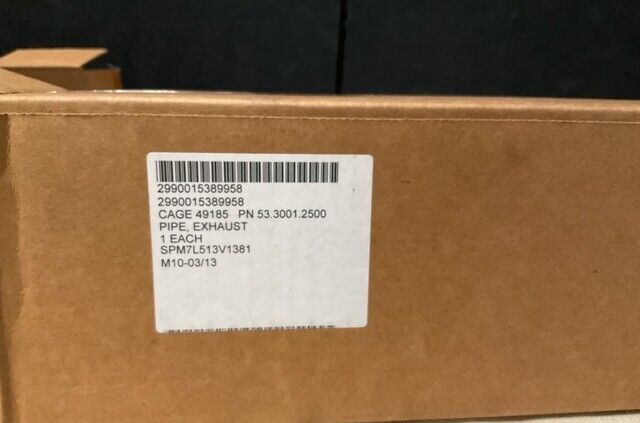 2990015389958
2990015389958
CAGE 49185 PN 53.3001.2500
PIPE, EXHAUST
1 EACH
SPM7L513V1381
M10-03/13